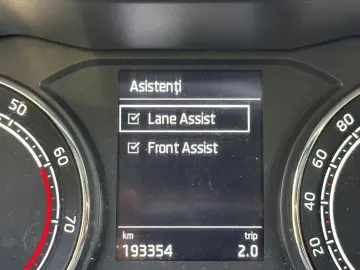 Asistenți
Lane Assist
Front Assist
km trip
193354 2.0
50
60
70
80
60
40
20